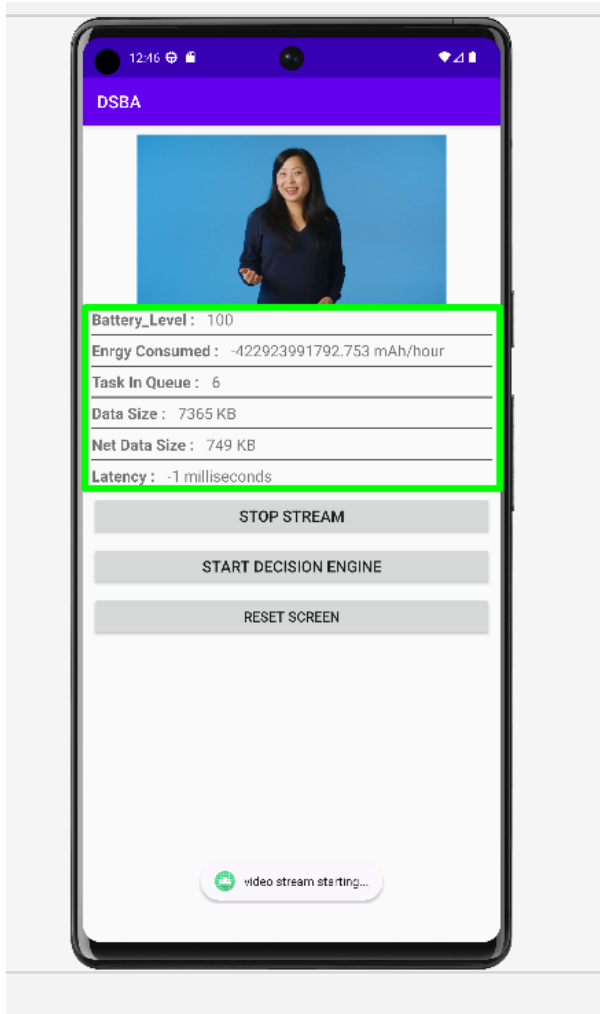 12:46
DSBA
Battery_Level : 100
Enrgy Consumed : -422923991792.753 mAh/hour
Task In Queue : 6
Data Size : 7365 KB
Net Data Size : 749 KB
Latency : -1 milliseconds
STOP STREAM
START DECISION ENGINE
RESET SCREEN
video stream starting...